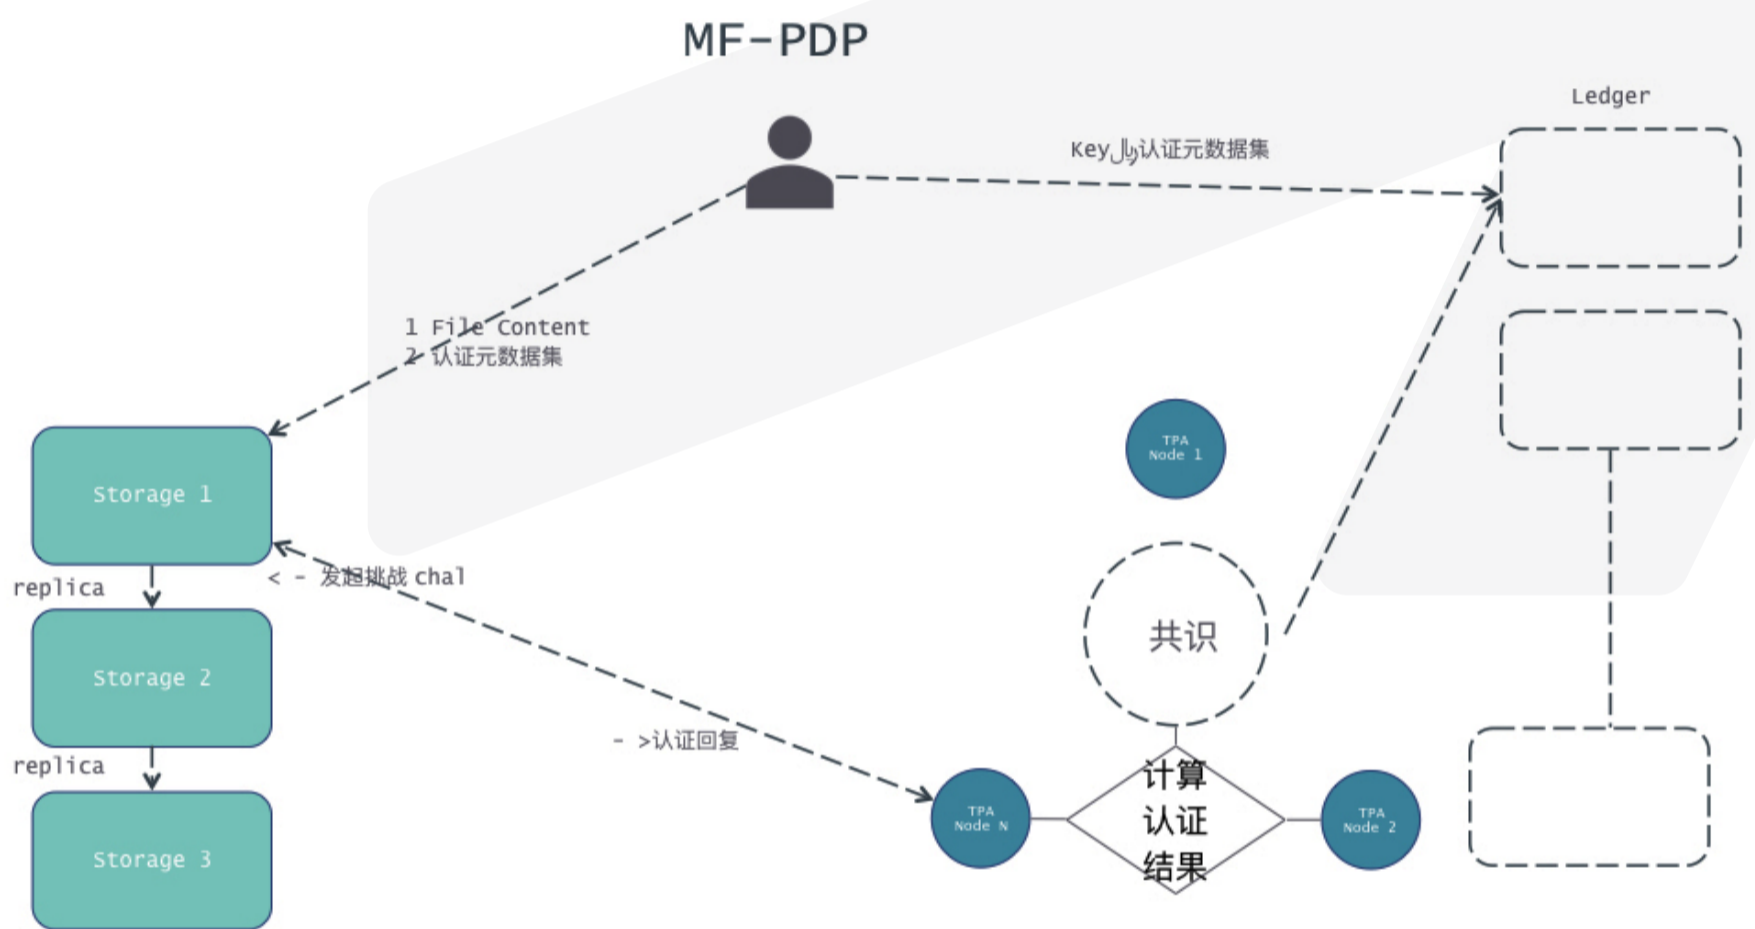 MF-PDP
Ledger
Key 认证元数据集
1 File Content
2 认证元数据集
TPA
Node 1
Storage 1
< - 发起挑战 chal
replica
共识
Storage 2
- >认证回复
replica
计算
认证
结果
TPA
Node N
TPA
Node 2
Storage 3